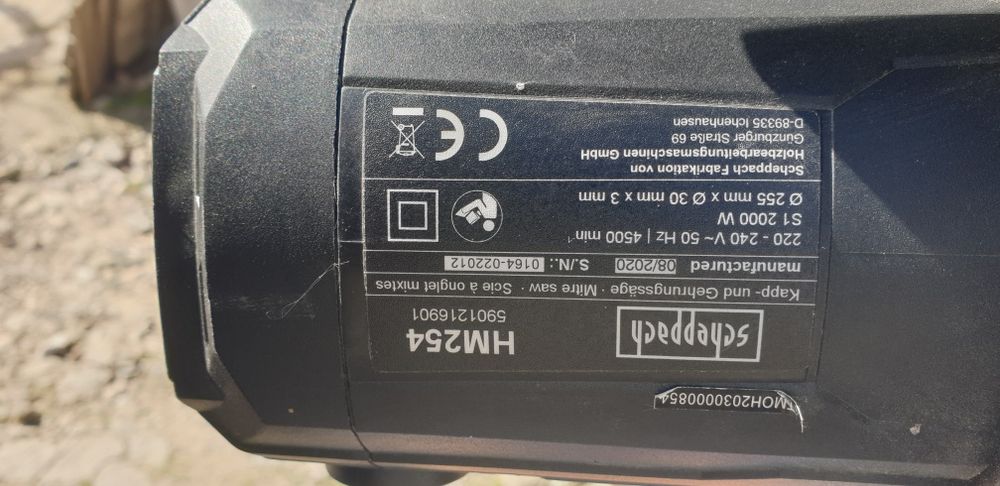 TMOH2030000854
scheppach
HM254
5901216901
Kapp- und Gehrungssäge · Mitre saw · Scie à onglet mixtes
manufactured 08/2020 S./N.: 0164-022012
220 - 240 V~ 50 Hz | 4500 min⁻¹
S1 2000 W
Ø 255 mm x Ø 30 mm x 3 mm
Scheppach Fabrikation von
Holzbearbeitungsmaschinen GmbH
Günzburger Straße 69
D-89335 Ichenhausen
CE